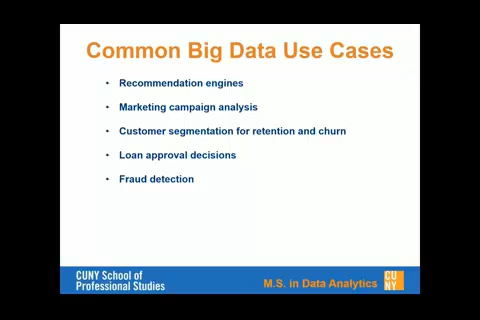 Common Big Data Use Cases
• Recommendation engines
• Marketing campaign analysis
• Customer segmentation for retention and churn
• Loan approval decisions
• Fraud detection
CUNY School of
Professional Studies
M.S. in Data Analytics
CU
NY